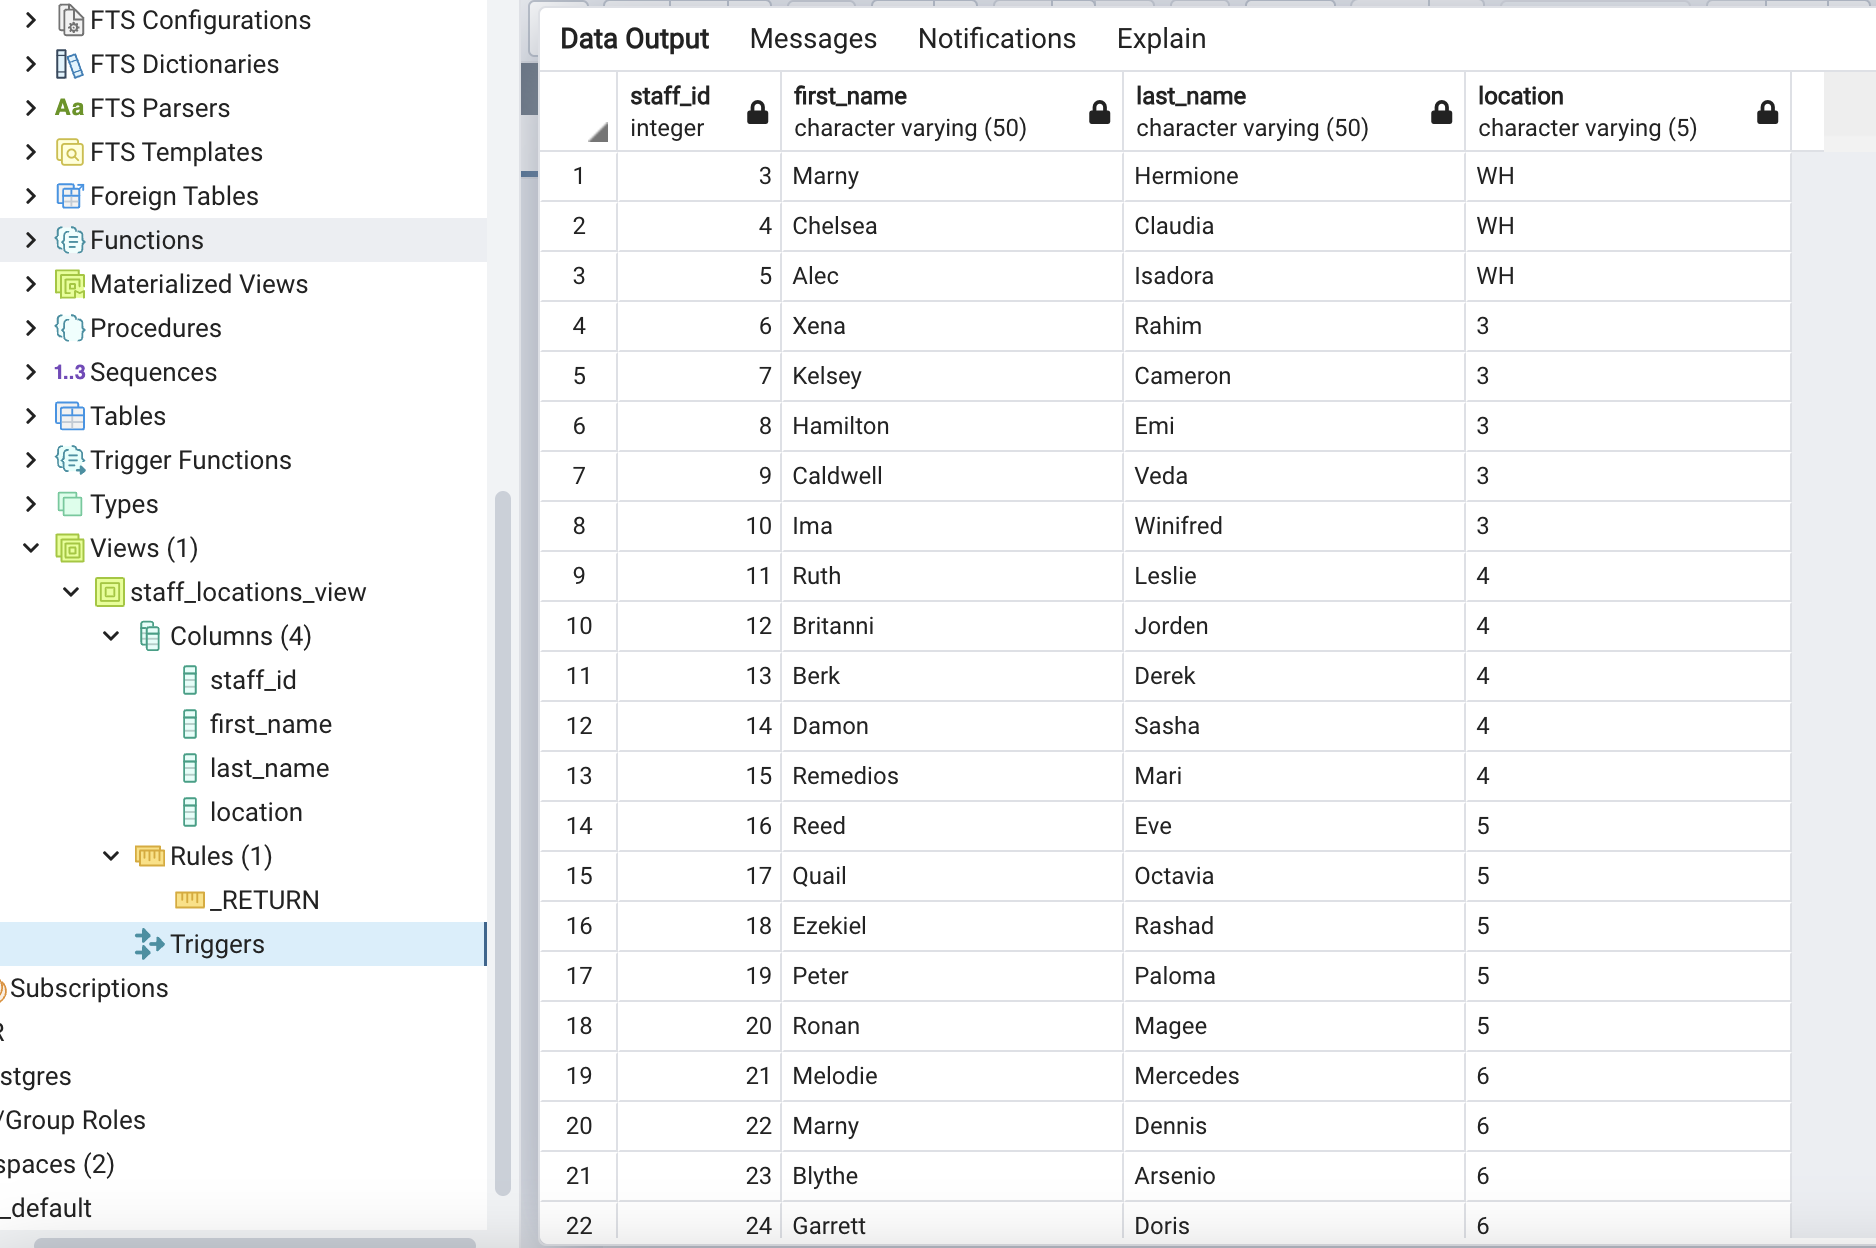 FTS Configurations
FTS Dictionaries
Aa FTS Parsers
FTS Templates
Foreign Tables
Functions
Materialized Views
Procedures
1..3 Sequences
Tables
Trigger Functions
Types
Views (1)
staff_locations_view
Columns (4)
staff_id
first_name
last_name
location
Rules (1)
_RETURN
Triggers
Subscriptions
stgres
/Group Roles
spaces (2)
_default
Data Output Messages Notifications Explain
staff_id first_name last_name location
integer character varying (50) character varying (50) character varying (5)
1 3 Marny Hermione WH
2 4 Chelsea Claudia WH
3 5 Alec Isadora WH
4 6 Xena Rahim 3
5 7 Kelsey Cameron 3
6 8 Hamilton Emi 3
7 9 Caldwell Veda 3
8 10 Ima Winifred 3
9 11 Ruth Leslie 4
10 12 Britanni Jorden 4
11 13 Berk Derek 4
12 14 Damon Sasha 4
13 15 Remedios Mari 4
14 16 Reed Eve 5
15 17 Quail Octavia 5
16 18 Ezekiel Rashad 5
17 19 Peter Paloma 5
18 20 Ronan Magee 5
19 21 Melodie Mercedes 6
20 22 Marny Dennis 6
21 23 Blythe Arsenio 6
22 24 Garrett Doris 6